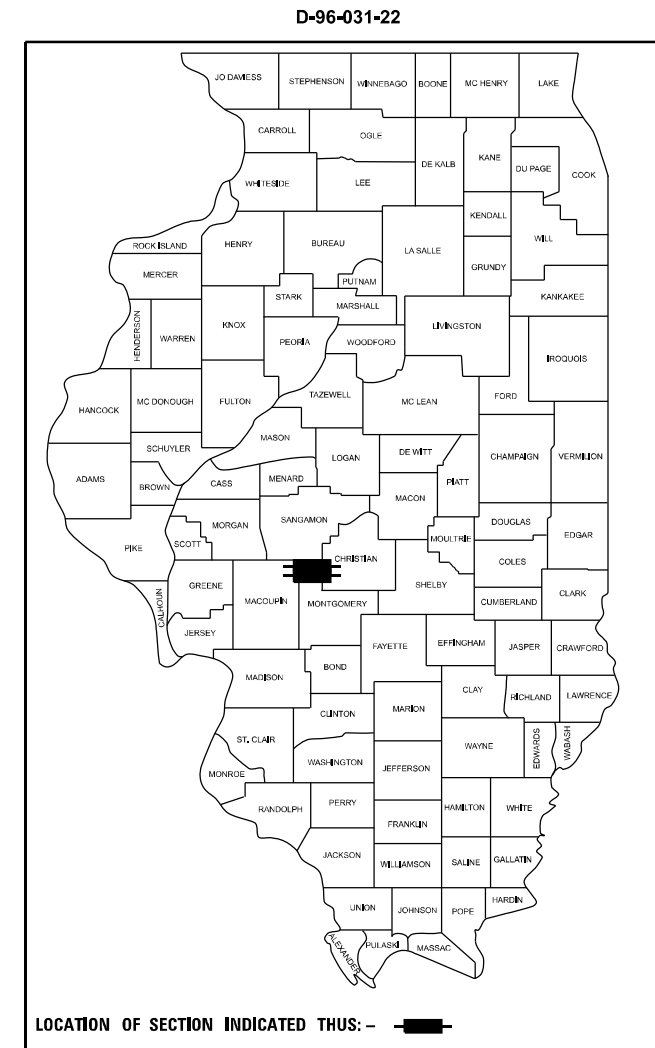 D-96-031-22
JO DAVIESS
STEPHENSON
WINNEBAGO
BOONE
MC HENRY
LAKE
CARROLL
OGLE
DE KALB
KANE
DU PAGE
COOK
WHITESIDE
LEE
KENDALL
WILL
ROCK ISLAND
HENRY
BUREAU
LA SALLE
GRUNDY
MERCER
PUTNAM
STARK
MARSHALL
KANKAKEE
HENDERSON
WARREN
KNOX
PEORIA
WOODFORD
LIVINGSTON
IROQUOIS
HANCOCK
MC DONOUGH
FULTON
TAZEWELL
MC LEAN
FORD
MASON
SCHUYLER
LOGAN
DE WITT
CHAMPAIGN
VERMILION
ADAMS
BROWN
CASS
MENARD
PIATT
MACON
SANGAMON
MORGAN
DOUGLAS
PIKE
SCOTT
CHRISTIAN
MOULTRIE
EDGAR
COLES
GREENE
SHELBY
CALHOUN
MACOUPIN
MONTGOMERY
CUMBERLAND
CLARK
JERSEY
FAYETTE
EFFINGHAM
JASPER
CRAWFORD
MADISON
BOND
CLAY
RICHLAND
LAWRENCE
CLINTON
MARION
ST. CLAIR
WAYNE
EDWARDS
WABASH
WASHINGTON
JEFFERSON
MONROE
RANDOLPH
PERRY
HAMILTON
WHITE
FRANKLIN
JACKSON
WILLIAMSON
SALINE
GALLATIN
UNION
JOHNSON
POPE
HARDIN
ALEXANDER
PULASKI
MASSAC
LOCATION OF SECTION INDICATED THUS: –